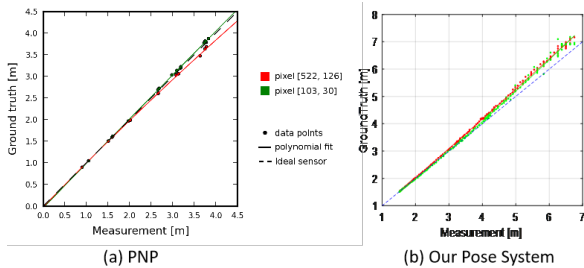 4.5
4.0
3.5
3.0
2.5
2.0
1.5
1.0
0.5
0.0
0.0 0.5 1.0 1.5 2.0 2.5 3.0 3.5 4.0 4.5
Ground truth [m]
Measurement [m]
pixel [522, 126]
pixel [103, 30]
data points
polynomial fit
Ideal sensor
(a) PNP
8
7
6
5
4
3
2
1
1 2 3 4 5 6 7
GroundTruth [m]
Measurement [m]
(b) Our Pose System